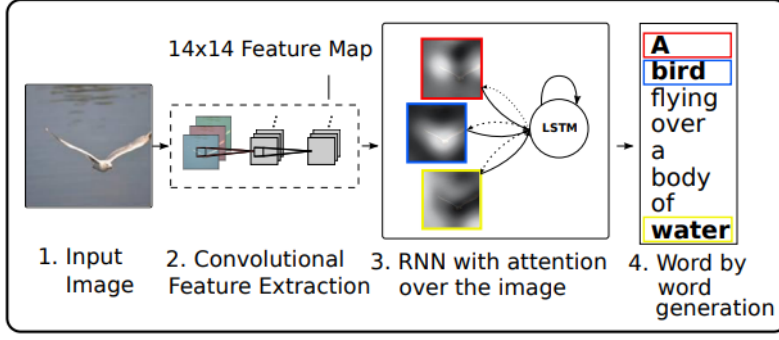 14x14 Feature Map
LSTM
A
bird
flying
over
a
body
of
water
1. Input
Image
2. Convolutional
Feature Extraction
3. RNN with attention
over the image
4. Word by
word
generation